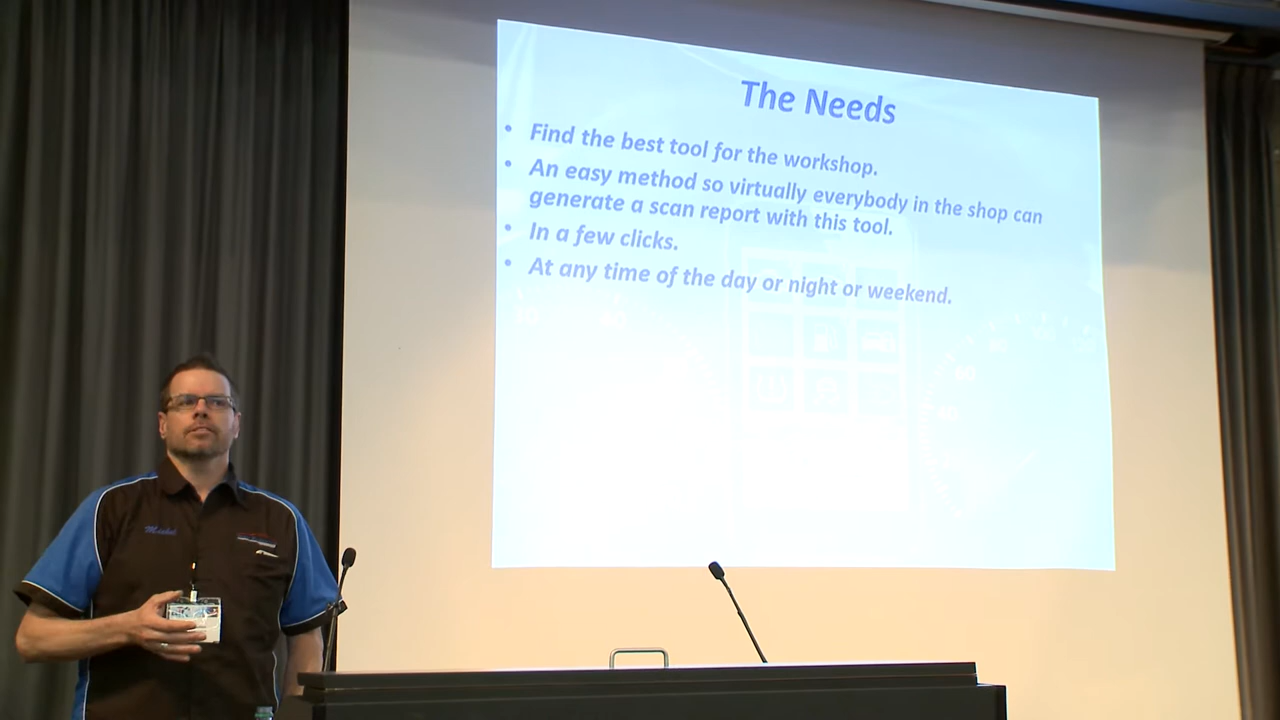 The Needs
• Find the best tool for the workshop.
• An easy method so virtually everybody in the shop can
generate a scan report with this tool.
• In a few clicks.
• At any time of the day or night or weekend.